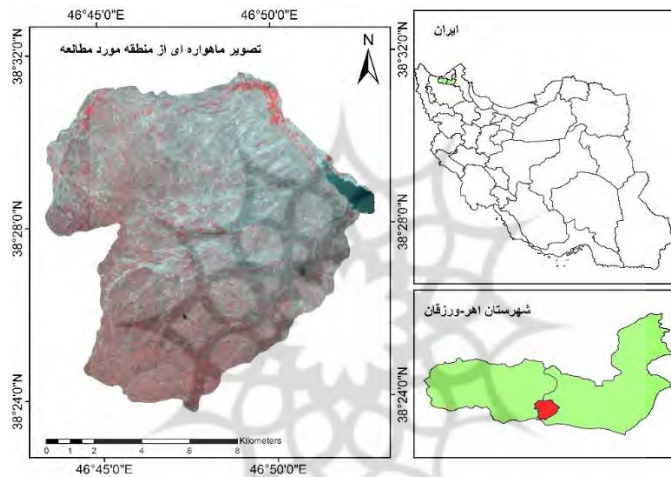 46°45'0"E 46°50'0"E
تصویر ماهواره ای از منطقه مورد مطالعه
N
38°32'0"N
38°28'0"N
38°24'0"N
0 1 2 4 6 8 Kilometers
46°45'0"E 46°50'0"E
ایران
38°32'0"N
38°28'0"N
38°24'0"N
شهرستان اهر-ورزقان